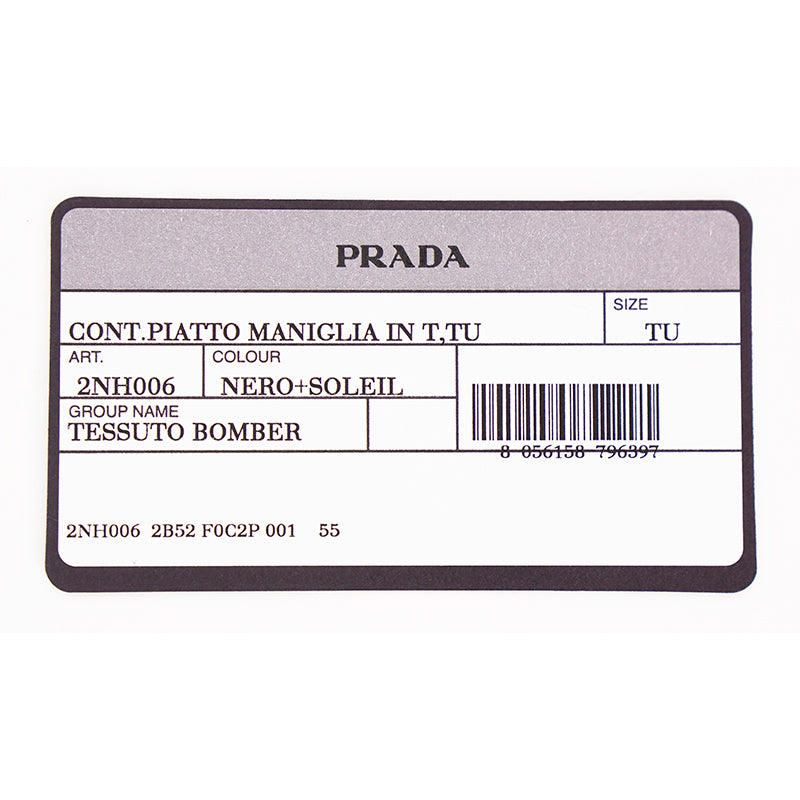 PRADA
CONT.PIATTO MANIGLIA IN T,TU
SIZE
TU
ART.
2NH006
COLOUR
NERO+SOLEIL
GROUP NAME
TESSUTO BOMBER
8 056158 796397
2NH006 2B52 F0C2P 001 55